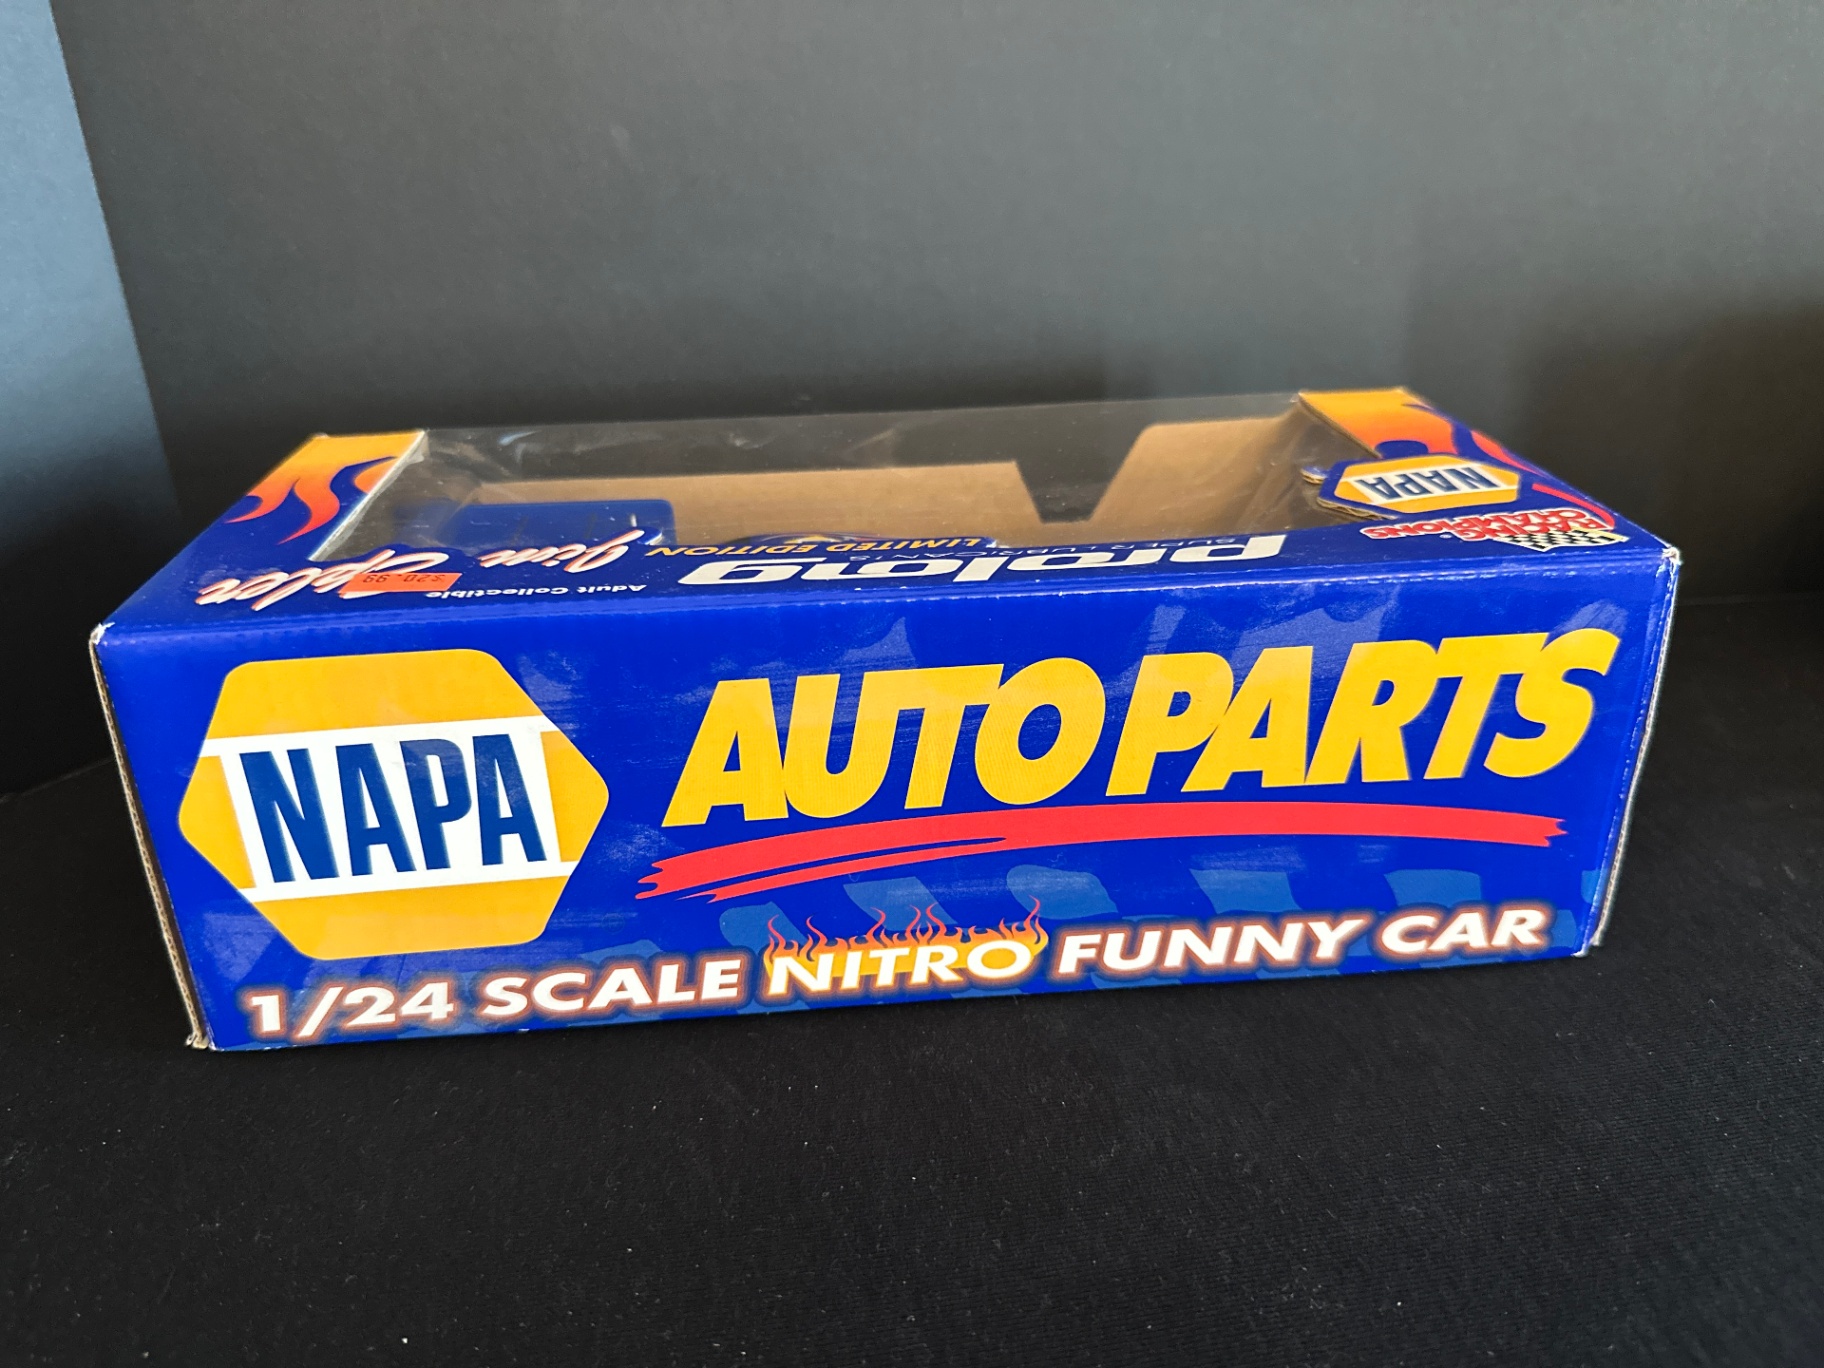 NAPA
AUTO PARTS
1/24 SCALE NITRO FUNNY CAR
NAPA
RACING
CHAMPIONS
prolong
SUPER LUBRICANTS
LIMITED EDITION
Jim Epler
Adult Collectible
$20.99